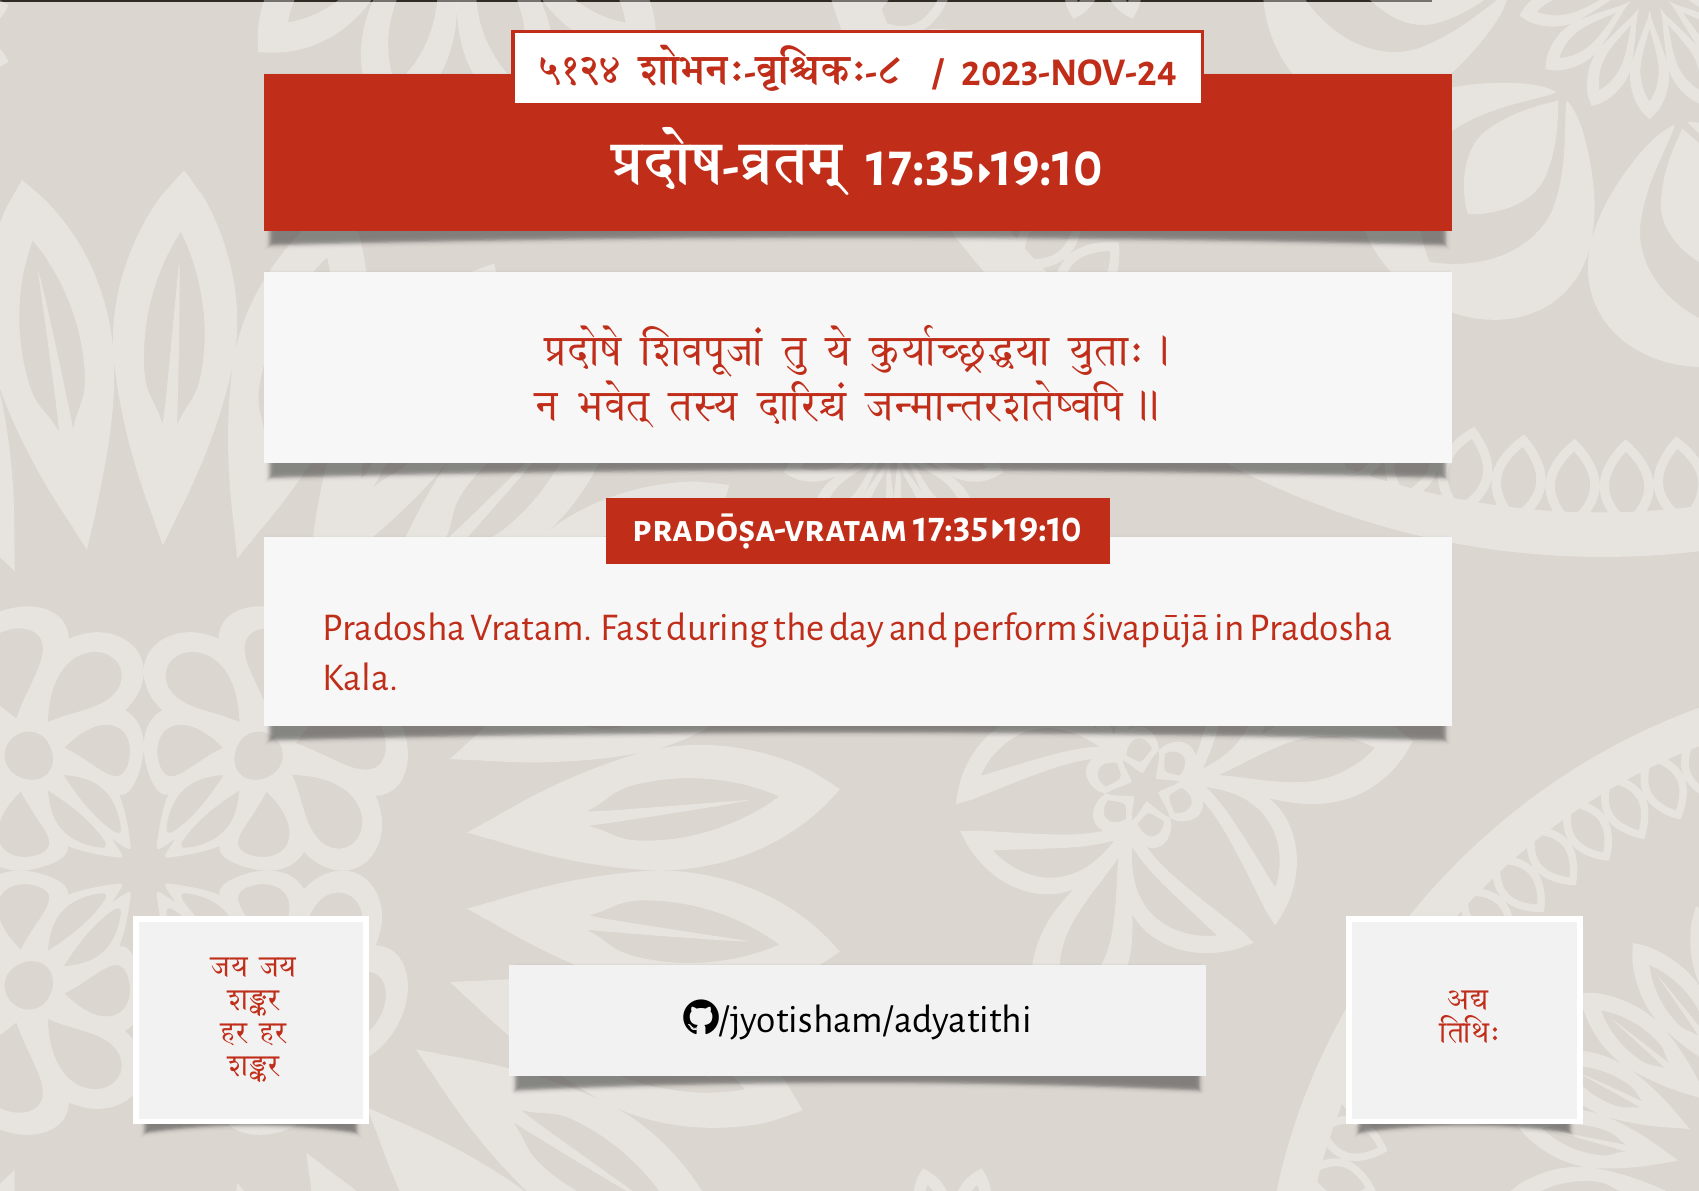 ५१२४ शोभनः-वृश्चिकः-८ / 2023-NOV-24
प्रदोष-व्रतम् 17:35▸19:10
प्रदोषे शिवपूजां तु ये कुर्याच्छ्रद्धया युताः।
न भवेत् तस्य दारिद्र्यं जन्मान्तरशतेष्वपि॥
PRADŌṢA-VRATAM 17:35▸19:10
Pradosha Vratam. Fast during the day and perform śivapūjā in Pradosha
Kala.
जय जय
शङ्कर
हर हर
शङ्कर
/jyotisham/adyatithi
अद्य
तिथिः